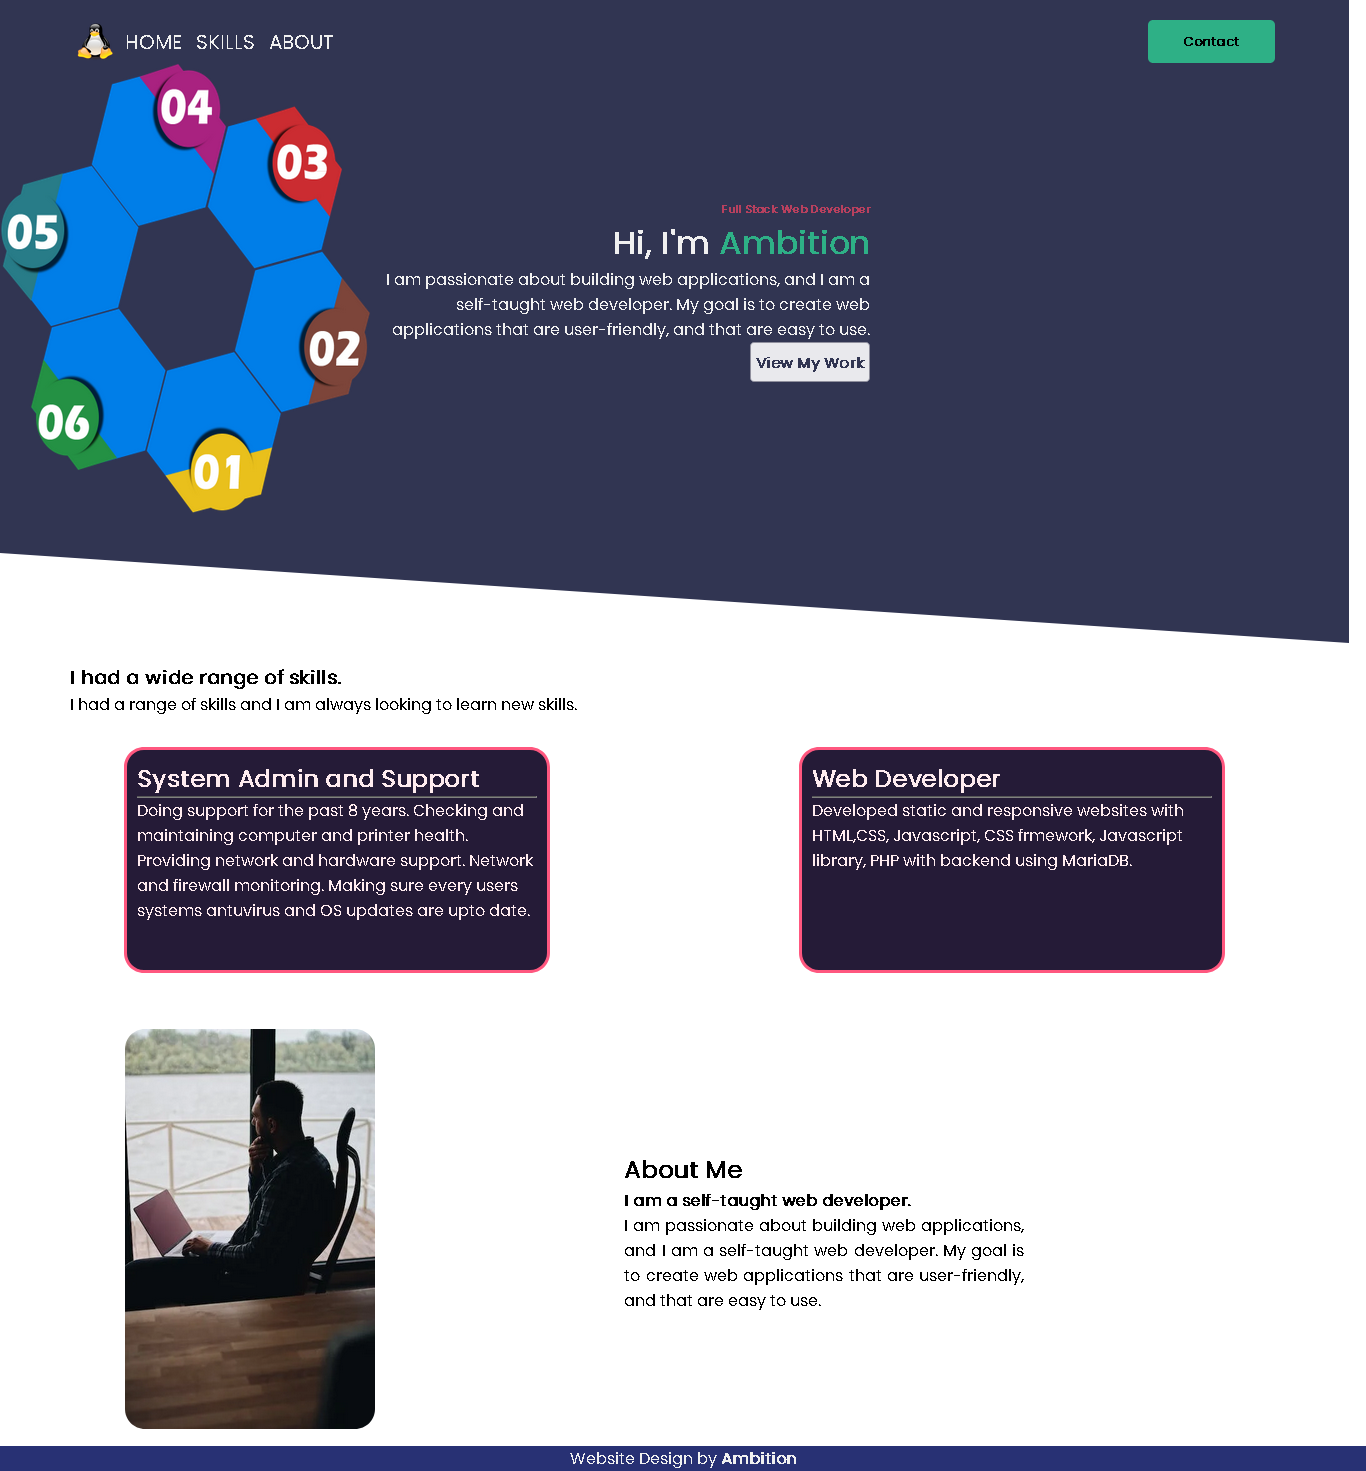 HOME SKILLS ABOUT
Contact
04
03
05
02
06
01
Full Stack Web Developer
Hi, I'm Ambition
I am passionate about building web applications, and I am a
self-taught web developer. My goal is to create web
applications that are user-friendly, and that are easy to use.
View My Work
I had a wide range of skills.
I had a range of skills and I am always looking to learn new skills.
System Admin and Support
Doing support for the past 8 years. Checking and
maintaining computer and printer health.
Providing network and hardware support. Network
and firewall monitoring. Making sure every users
systems antuvirus and OS updates are upto date.
Web Developer
Developed static and responsive websites with
HTML,CSS, Javascript, CSS frmework, Javascript
library, PHP with backend using MariaDB.
About Me
I am a self-taught web developer.
I am passionate about building web applications,
and I am a self-taught web developer. My goal is
to create web applications that are user-friendly,
and that are easy to use.
Website Design by Ambition